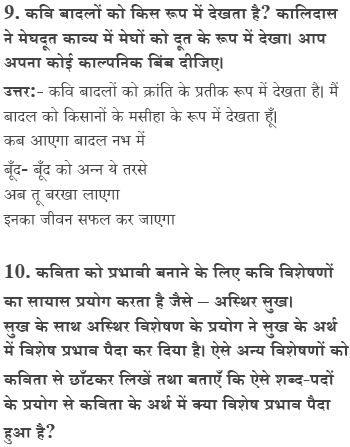 9. कवि बादलों को किस रूप में देखता है? कालिदास
ने मेघदूत काव्य में मेघों को दूत के रूप में देखा। आप
अपना कोई काल्पनिक बिंब दीजिए।
उत्तर:- कवि बादलों को क्रांति के प्रतीक रूप में देखता है। मैं
बादल को किसानों के मसीहा के रूप में देखता हूँ।
कब आएगा बादल नभ में
बूँद- बूँद को अन्न ये तरसे
अब तू बरखा लाएगा
इनका जीवन सफल कर जाएगा
10. कविता को प्रभावी बनाने के लिए कवि विशेषणों
का सायास प्रयोग करता है जैसे – अस्थिर सुख।
सुख के साथ अस्थिर विशेषण के प्रयोग ने सुख के अर्थ
में विशेष प्रभाव पैदा कर दिया है। ऐसे अन्य विशेषणों को
कविता से छाँटकर लिखें तथा बताएँ कि ऐसे शब्द-पदों
के प्रयोग से कविता के अर्थ में क्या विशेष प्रभाव पैदा
हुआ है?